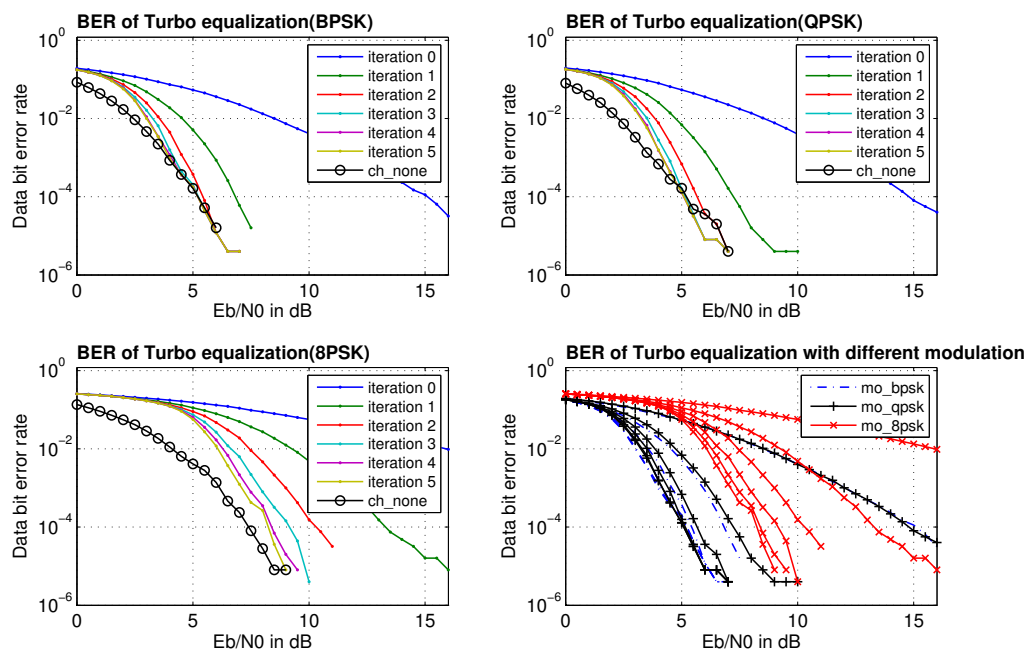 BER of Turbo equalization(BPSK)
10^0
10^-2
10^-4
10^-6
Data bit error rate
0 5 10 15
Eb/N0 in dB
iteration 0
iteration 1
iteration 2
iteration 3
iteration 4
iteration 5
ch_none
BER of Turbo equalization(QPSK)
10^0
10^-2
10^-4
10^-6
Data bit error rate
0 5 10 15
Eb/N0 in dB
iteration 0
iteration 1
iteration 2
iteration 3
iteration 4
iteration 5
ch_none
BER of Turbo equalization(8PSK)
10^0
10^-2
10^-4
10^-6
Data bit error rate
0 5 10 15
Eb/N0 in dB
iteration 0
iteration 1
iteration 2
iteration 3
iteration 4
iteration 5
ch_none
BER of Turbo equalization with different modulation
10^0
10^-2
10^-4
10^-6
Data bit error rate
0 5 10 15
Eb/N0 in dB
mo_bpsk
mo_qpsk
mo_8psk